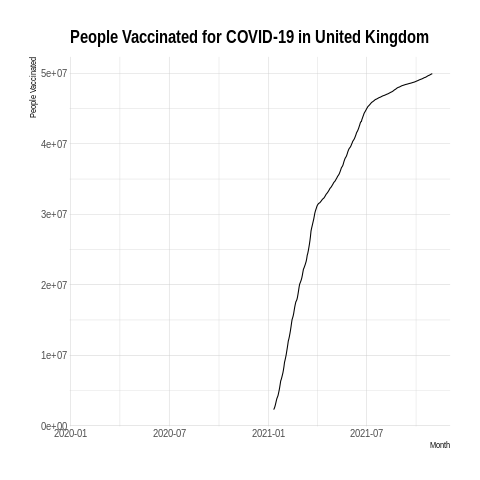 People Vaccinated for COVID-19 in United Kingdom
People Vaccinated
5e+07
4e+07
3e+07
2e+07
1e+07
0e+00
2020-01 2020-07 2021-01 2021-07
Month